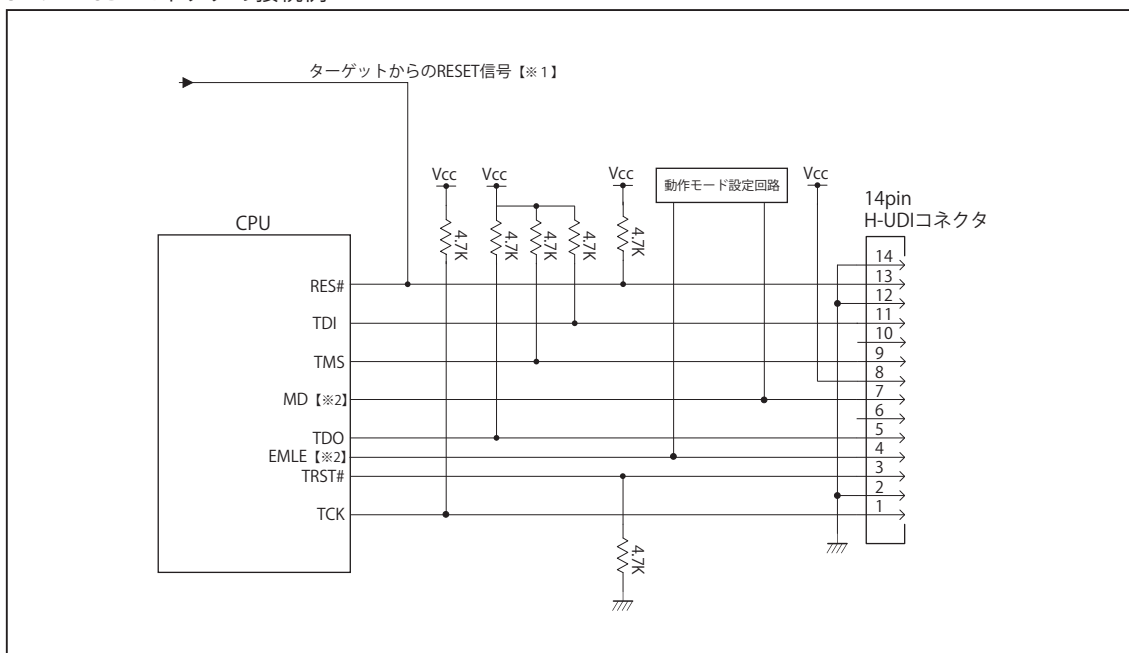 ターゲットからのRESET信号【※1】
Vcc Vcc Vcc Vcc
動作モード設定回路
14pin
H-UDIコネクタ
CPU
4.7K 4.7K 4.7K 4.7K 4.7K
14
RES# 13
12
TDI 11
10
TMS 9
8
MD【※2】 7
6
TDO 5
EMLE【※2】 4
TRST# 3
2
TCK 1
4.7K